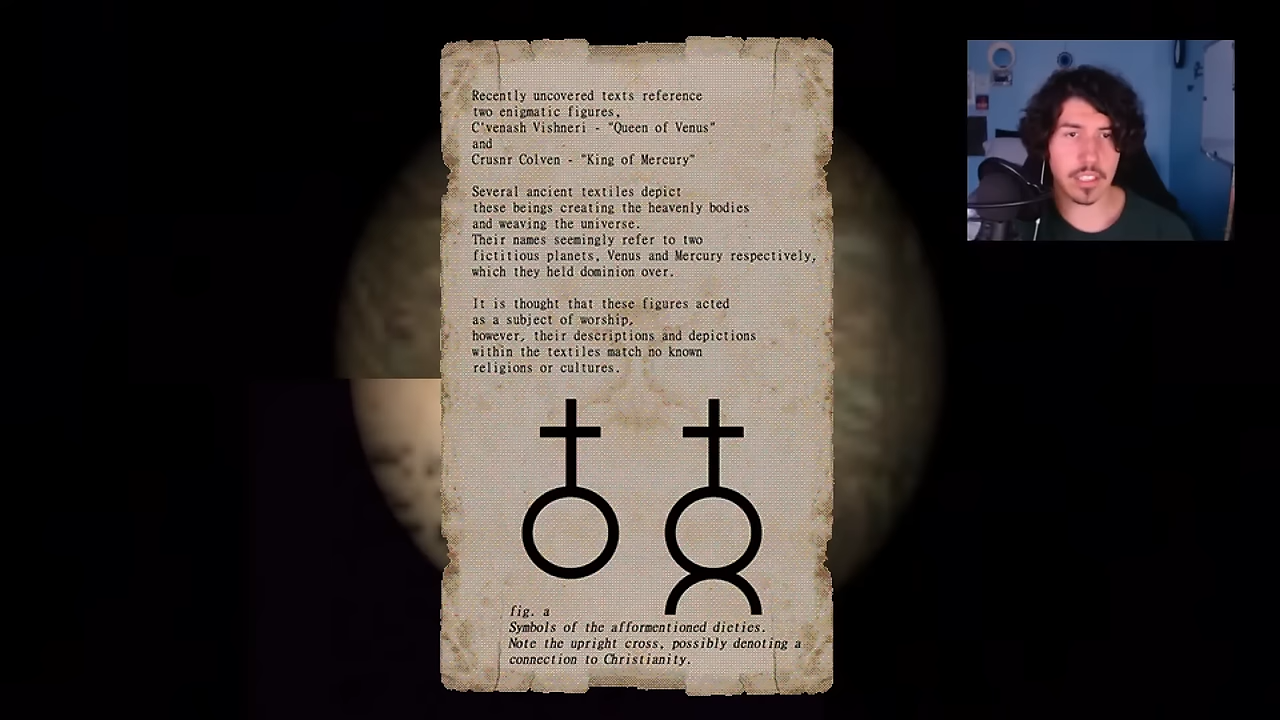 Recently uncovered texts reference
two enigmatic figures,
C'venash Vishneri - "Queen of Venus"
and
Crusnr Colven - "King of Mercury"
Several ancient textiles depict
these beings creating the heavenly bodies
and weaving the universe.
Their names seemingly refer to two
fictitious planets, Venus and Mercury respectively,
which they held dominion over.
It is thought that these figures acted
as a subject of worship,
however, their descriptions and depictions
within the textiles match no known
religions or cultures.
fig. a
Symbols of the afformentioned dieties.
Note the upright cross, possibly denoting a
connection to Christianity.